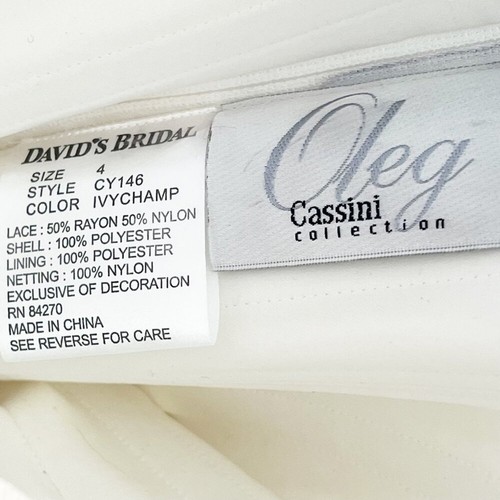 DAVID'S BRIDAL
SIZE 4
STYLE CY146
COLOR IVYCHAMP
LACE : 50% RAYON 50% NYLON
SHELL : 100% POLYESTER
LINING : 100% POLYESTER
NETTING : 100% NYLON
EXCLUSIVE OF DECORATION
RN 84270
MADE IN CHINA
SEE REVERSE FOR CARE
Oleg
Cassini
collection